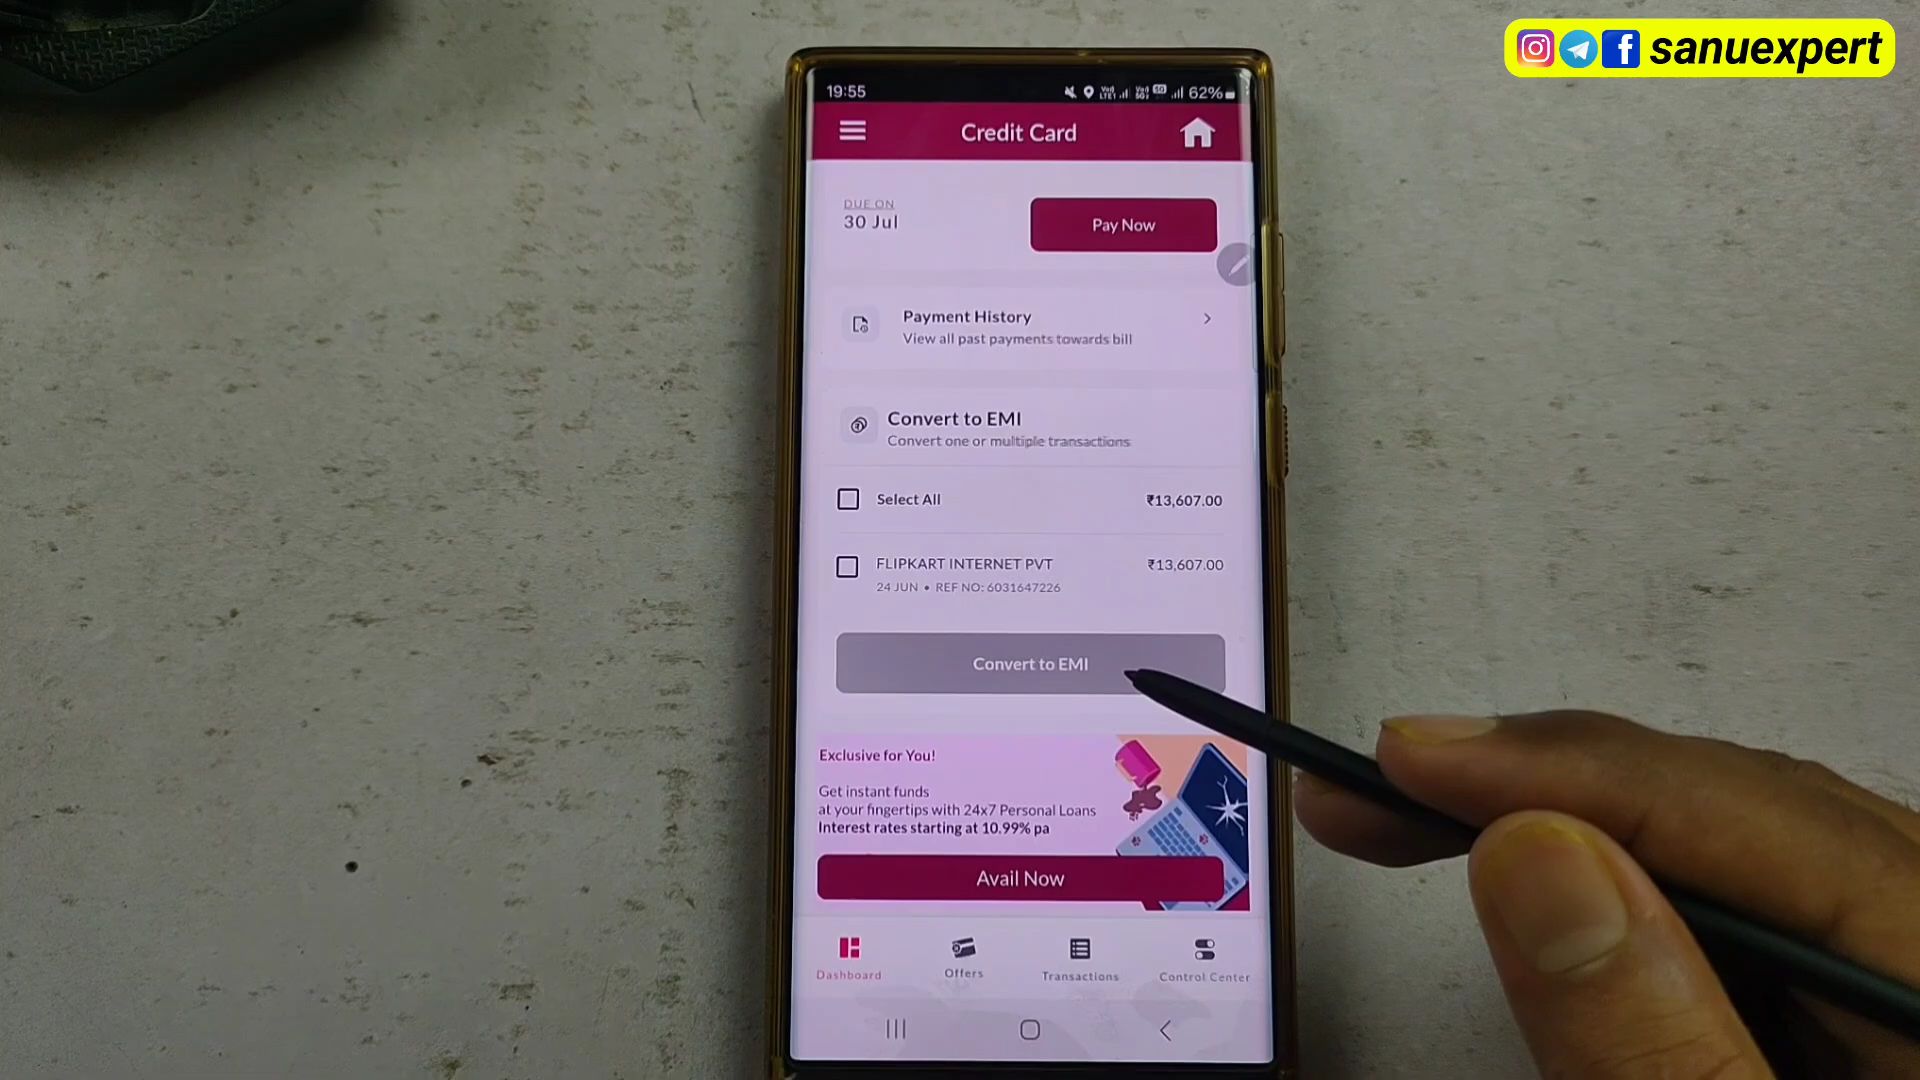 sanuexpert
19:55
62%
Credit Card
DUE ON
30 Jul
Pay Now
Payment History
View all past payments towards bill
Convert to EMI
Convert one or multiple transactions
Select All ₹13,607.00
FLIPKART INTERNET PVT ₹13,607.00
24 JUN • REF NO: 6031647226
Convert to EMI
Exclusive for You!
Get instant funds
at your fingertips with 24x7 Personal Loans
Interest rates starting at 10.99% pa
Avail Now
Dashboard Offers Transactions Control Center